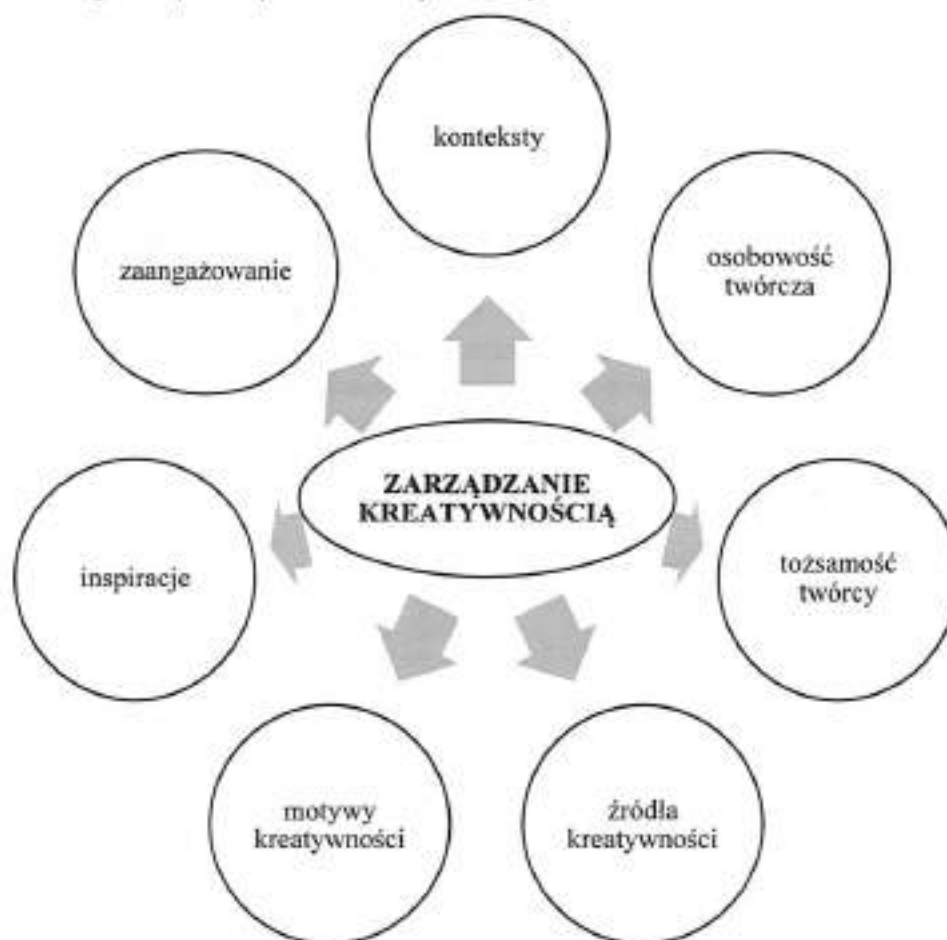 konteksty
osobowość
twórcza
tożsamość
twórcy
źródła
kreatywności
motywy
kreatywności
inspiracje
zaangażowanie
ZARZĄDZANIE
KREATYWNOŚCIĄ